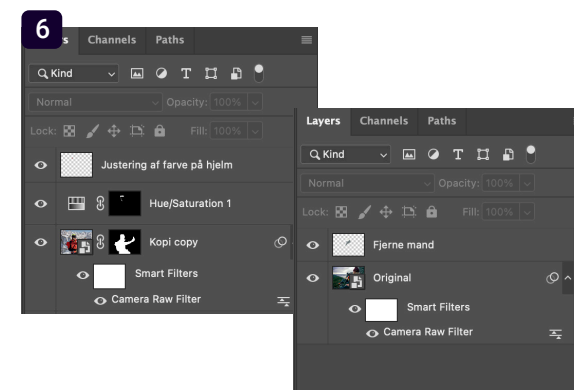 6
s Channels Paths
Kind
Normal Opacity: 100%
Lock: Fill: 100%
Justering af farve på hjelm
Hue/Saturation 1
Kopi copy
Smart Filters
Camera Raw Filter
Layers Channels Paths
Kind
Normal Opacity: 100%
Lock: Fill: 100%
Fjerne mand
Original
Smart Filters
Camera Raw Filter